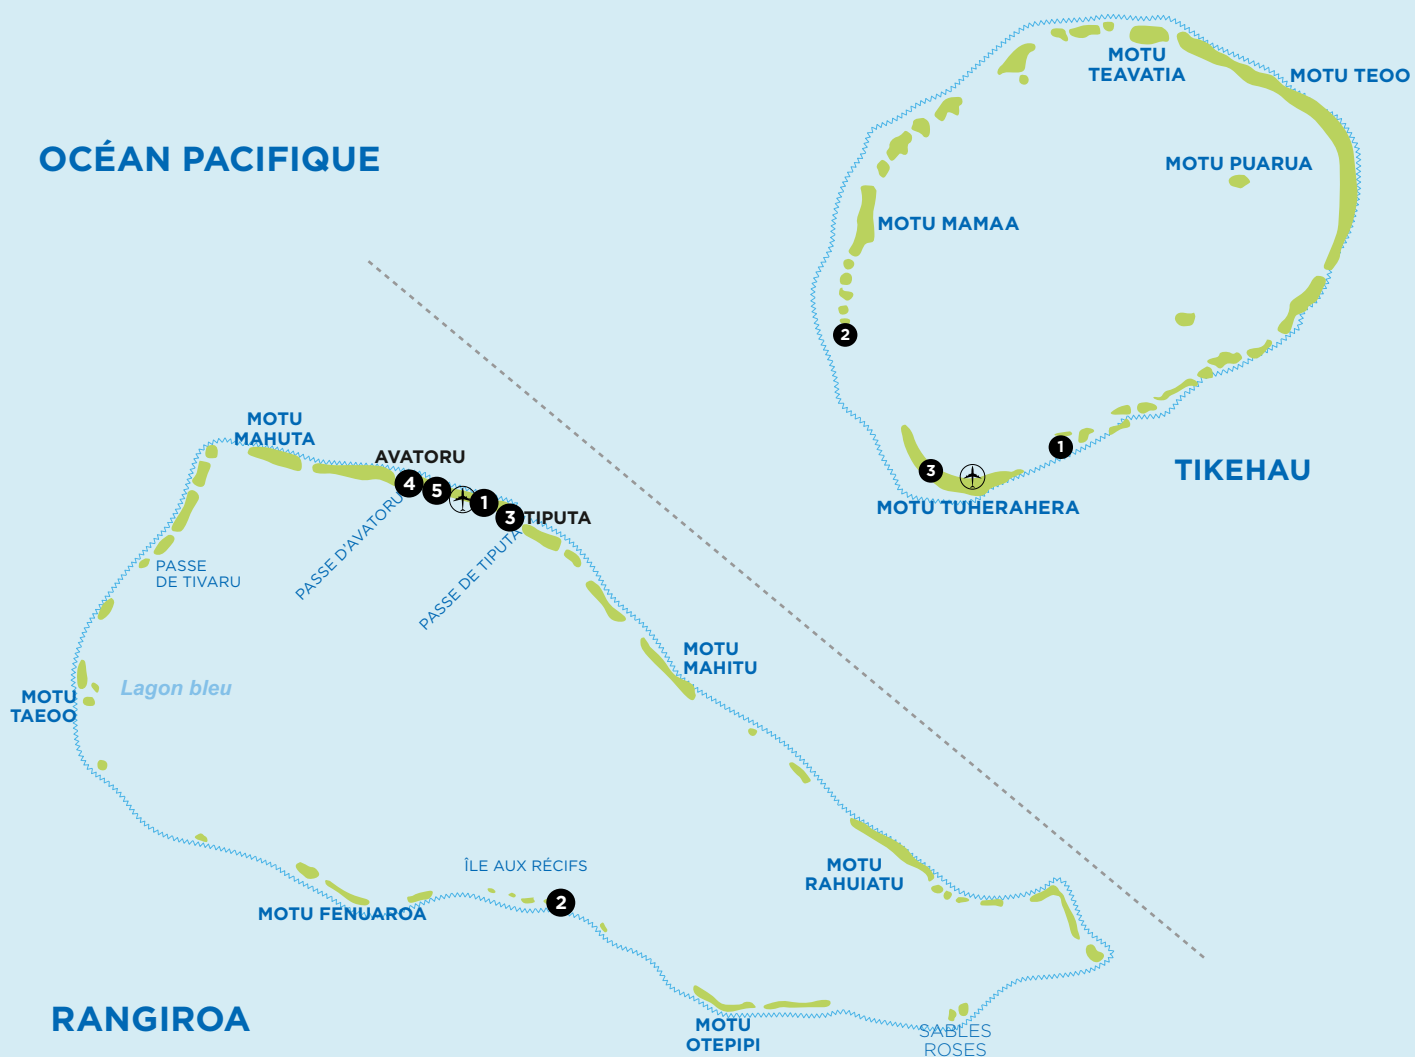 MOTU
TEAVATIA
MOTU TEOO
OCÉAN PACIFIQUE
MOTU PUARUA
MOTU MAMAA
2
1
3
MOTU TUHERAHERA
TIKEHAU
MOTU
MAHUTA
AVATORU
4
5
1
3
TIPUTA
PASSE D'AVATORU
PASSE DE TIPUTA
PASSE
DE TIVARU
MOTU
MAHITU
Lagon bleu
MOTU
TAEOO
ÎLE AUX RÉCIFS
2
MOTU
RAHUIATU
MOTU FENUAROA
RANGIROA
MOTU
OTEPIPI
SABLES
ROSES